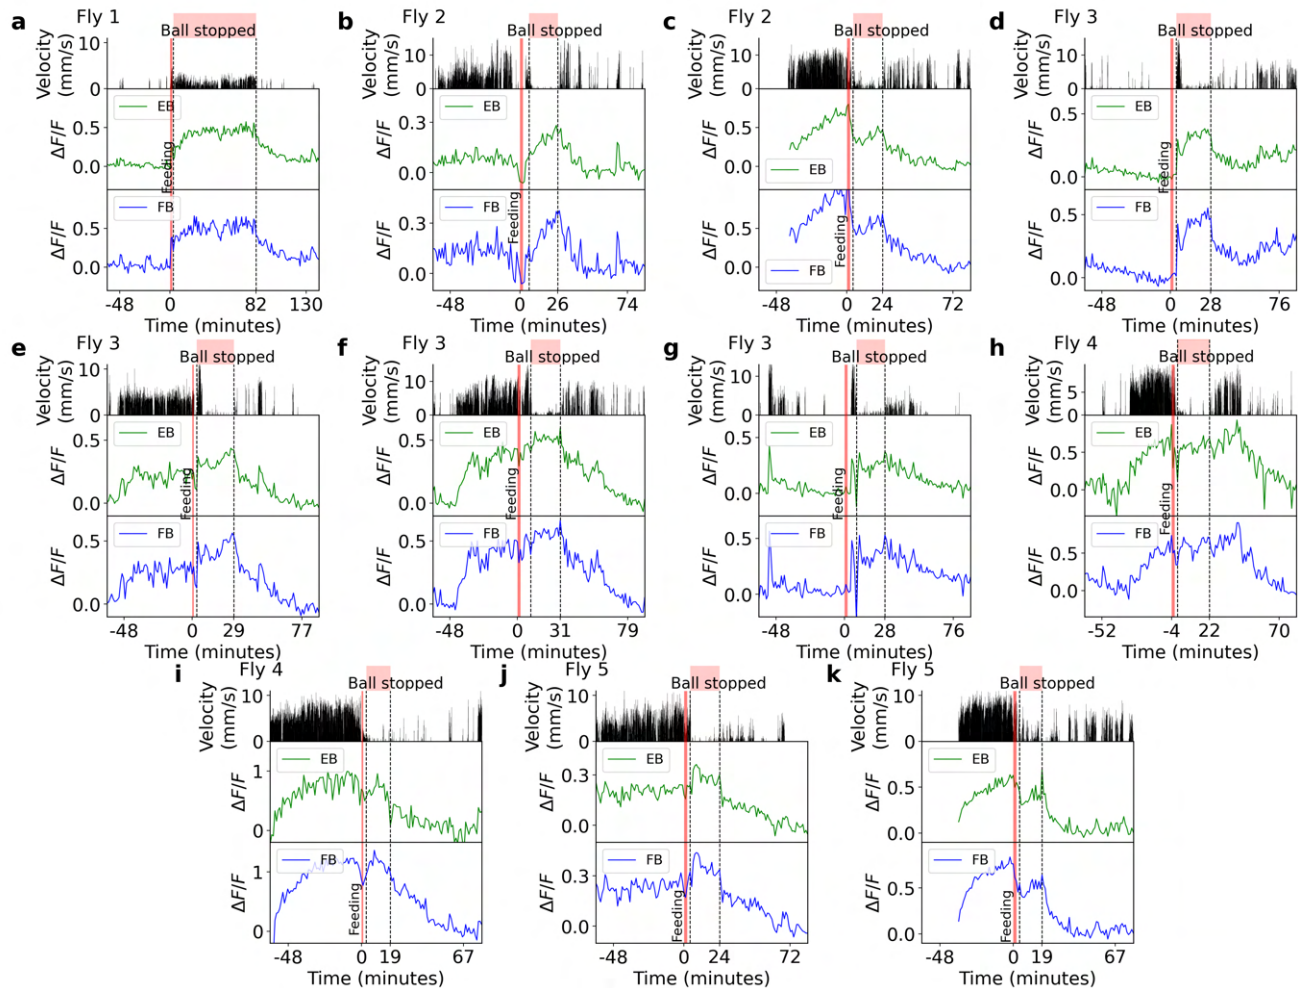 a Fly 1
Ball stopped
Velocity (mm/s)
10
0
EB
ΔF/F
0.5
0.0
Feeding
FB
ΔF/F
0.5
0.0
-48 0 82 130
Time (minutes)
b Fly 2
Ball stopped
Velocity (mm/s)
10
0
EB
ΔF/F
0.3
0.0
Feeding
FB
ΔF/F
0.3
0.0
-48 0 26 74
Time (minutes)
c Fly 2
Ball stopped
Velocity (mm/s)
10
0
ΔF/F
0.5
0.0
EB
Feeding
ΔF/F
0.5
0.0
FB
-48 0 24 72
Time (minutes)
d Fly 3
Ball stopped
Velocity (mm/s)
10
0
EB
ΔF/F
0.5
0.0
Feeding
FB
ΔF/F
0.5
0.0
-48 0 28 76
Time (minutes)
e Fly 3
Ball stopped
Velocity (mm/s)
10
0
EB
ΔF/F
0.5
0.0
Feeding
FB
ΔF/F
0.5
0.0
-48 0 29 77
Time (minutes)
f Fly 3
Ball stopped
Velocity (mm/s)
10
0
EB
ΔF/F
0.5
0.0
Feeding
FB
ΔF/F
0.5
0.0
-48 0 31 79
Time (minutes)
g Fly 3
Ball stopped
Velocity (mm/s)
10
0
EB
ΔF/F
0.5
0.0
Feeding
FB
ΔF/F
0.5
0.0
-48 0 28 76
Time (minutes)
h Fly 4
Ball stopped
Velocity (mm/s)
5
0
EB
ΔF/F
0.5
0.0
Feeding
FB
ΔF/F
0.5
0.0
-52 -4 22 70
Time (minutes)
i Fly 4
Ball stopped
Velocity (mm/s)
10
0
EB
ΔF/F
1
0
Feeding
FB
ΔF/F
1
0
-48 0 19 67
Time (minutes)
j Fly 5
Ball stopped
Velocity (mm/s)
10
0
EB
ΔF/F
0.3
0.0
Feeding
FB
ΔF/F
0.3
0.0
-48 0 24 72
Time (minutes)
k Fly 5
Ball stopped
Velocity (mm/s)
10
0
EB
ΔF/F
0.5
0.0
Feeding
FB
ΔF/F
0.5
0.0
-48 0 19 67
Time (minutes)